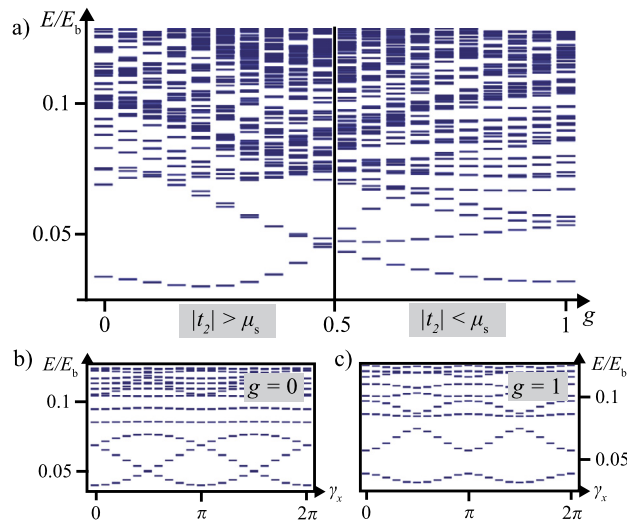 a) E/E_b
0.1
0.05
|t_2| > μ_s |t_2| < μ_s
0 0.5 1 g
b) E/E_b c) E/E_b
g = 0 g = 1
0.1 0.1
0.05 0.05
γ_x γ_x
0 π 2π 0 π 2π